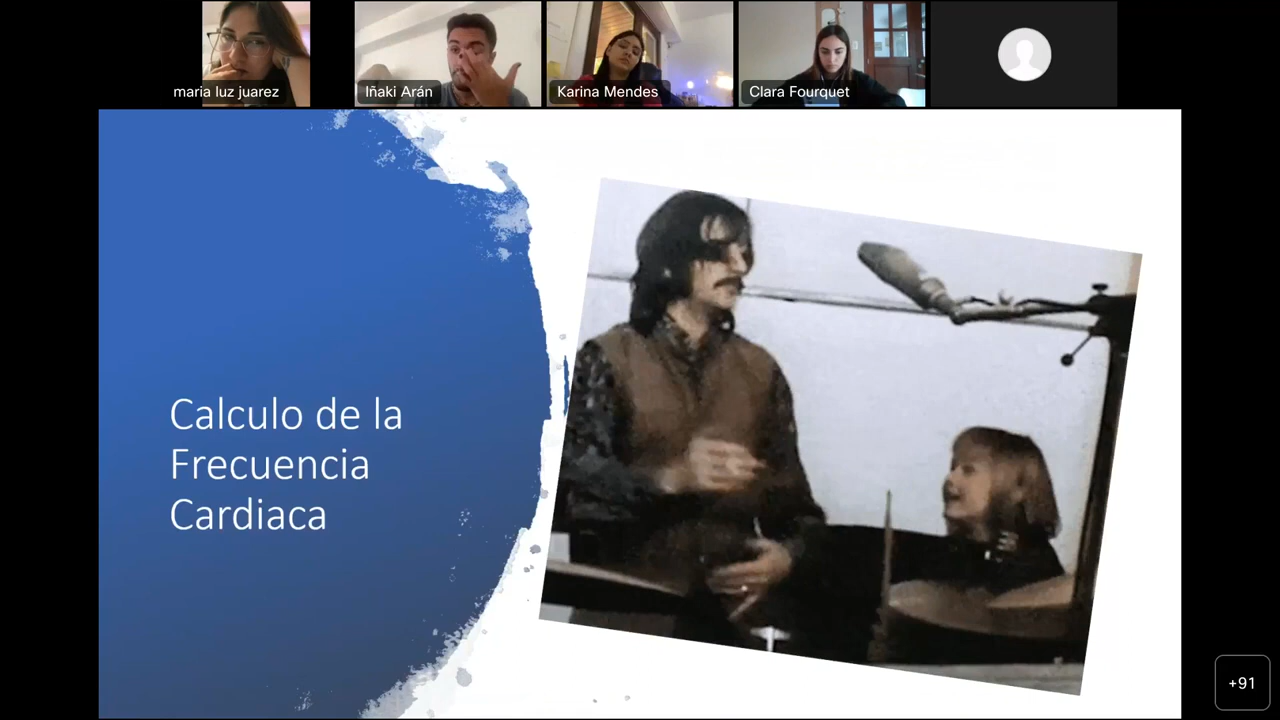 maria luz juarez
Iñaki Arán
Karina Mendes
Clara Fourquet
Calculo de la
Frecuencia
Cardiaca
+91